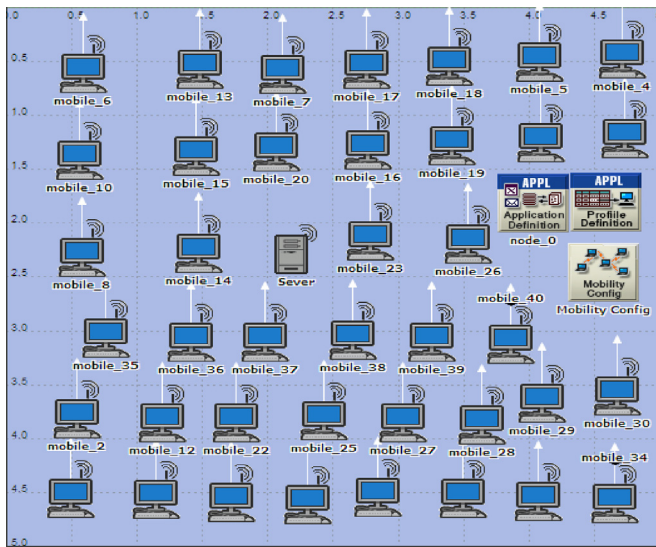 0.0 0.5 1.0 1.5 2.0 2.5 3.0 3.5 4.0 4.5
0.5
mobile_6 mobile_13 mobile_7 mobile_17 mobile_18 mobile_5 mobile_4
1.0
1.5
mobile_10 mobile_15 mobile_20 mobile_16 mobile_19
APPL APPL
Application Definition Profile Definition
2.0
node_0
mobile_8 mobile_14 Sever mobile_23 mobile_26
2.5
Mobility Config
mobile_40 Mobility Config
3.0
mobile_35 mobile_36 mobile_37 mobile_38 mobile_39
3.5
mobile_2 mobile_12 mobile_22 mobile_25 mobile_27 mobile_28 mobile_29 mobile_30
4.0
mobile_34
4.5
5.0